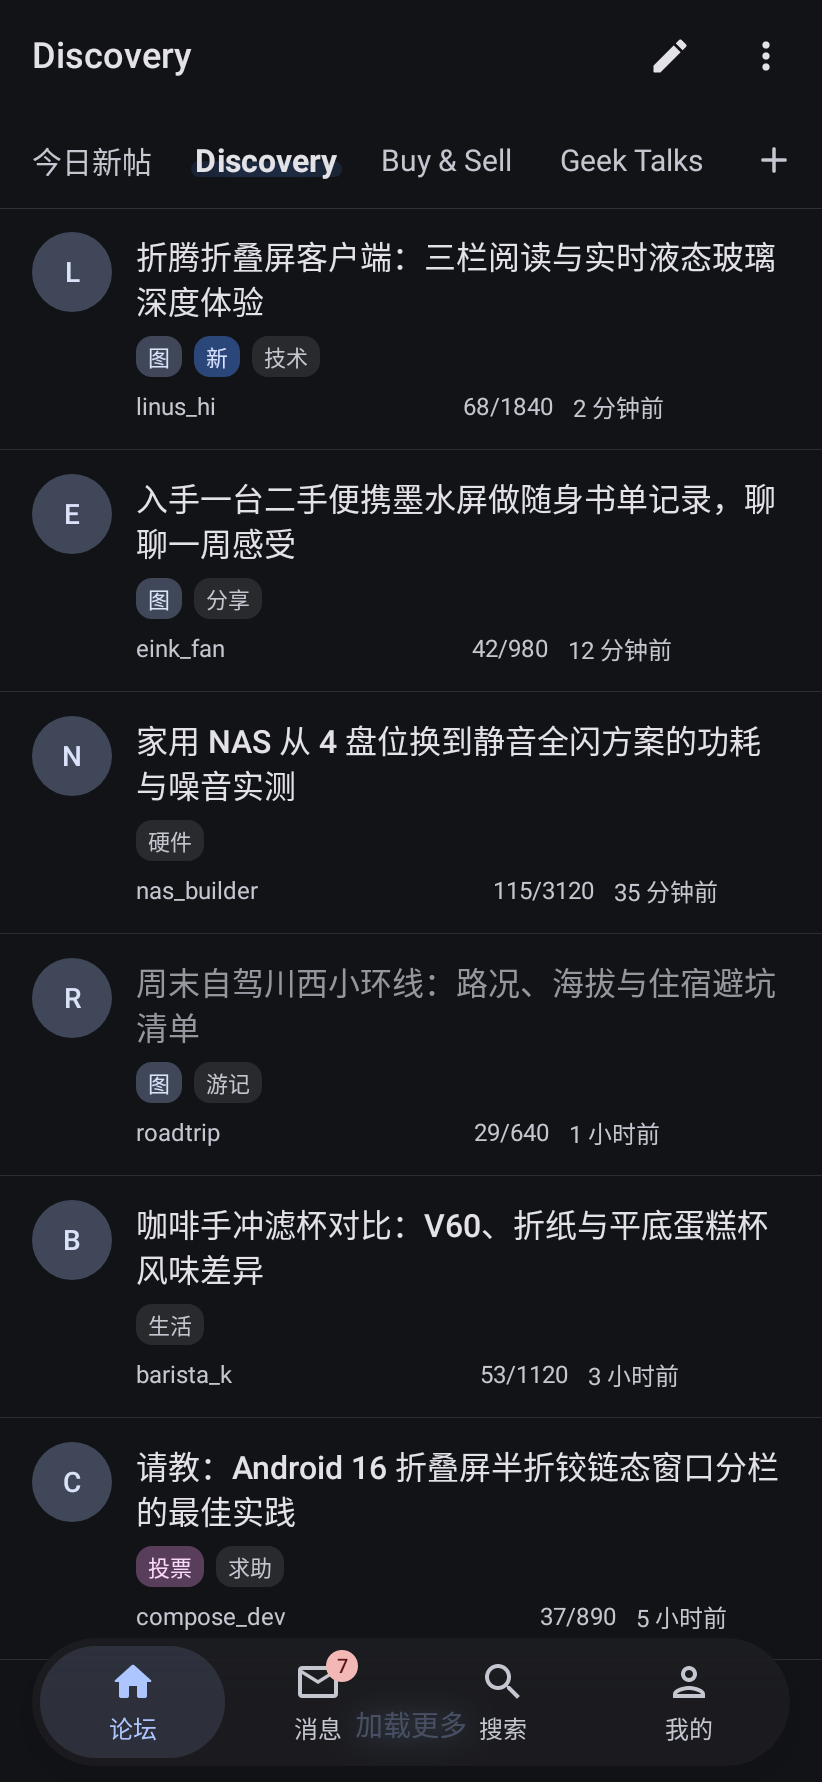 Discovery
今日新帖 Discovery Buy & Sell Geek Talks
L
折腾折叠屏客户端：三栏阅读与实时液态玻璃
深度体验
图 新 技术
linus_hi 68/1840 2 分钟前
E
入手一台二手便携墨水屏做随身书单记录，聊
聊一周感受
图 分享
eink_fan 42/980 12 分钟前
N
家用 NAS 从 4 盘位换到静音全闪方案的功耗
与噪音实测
硬件
nas_builder 115/3120 35 分钟前
R
周末自驾川西小环线：路况、海拔与住宿避坑
清单
图 游记
roadtrip 29/640 1 小时前
B
咖啡手冲滤杯对比：V60、折纸与平底蛋糕杯
风味差异
生活
barista_k 53/1120 3 小时前
C
请教：Android 16 折叠屏半折铰链态窗口分栏
的最佳实践
投票 求助
compose_dev 37/890 5 小时前
7
加载更多
论坛 消息 搜索 我的